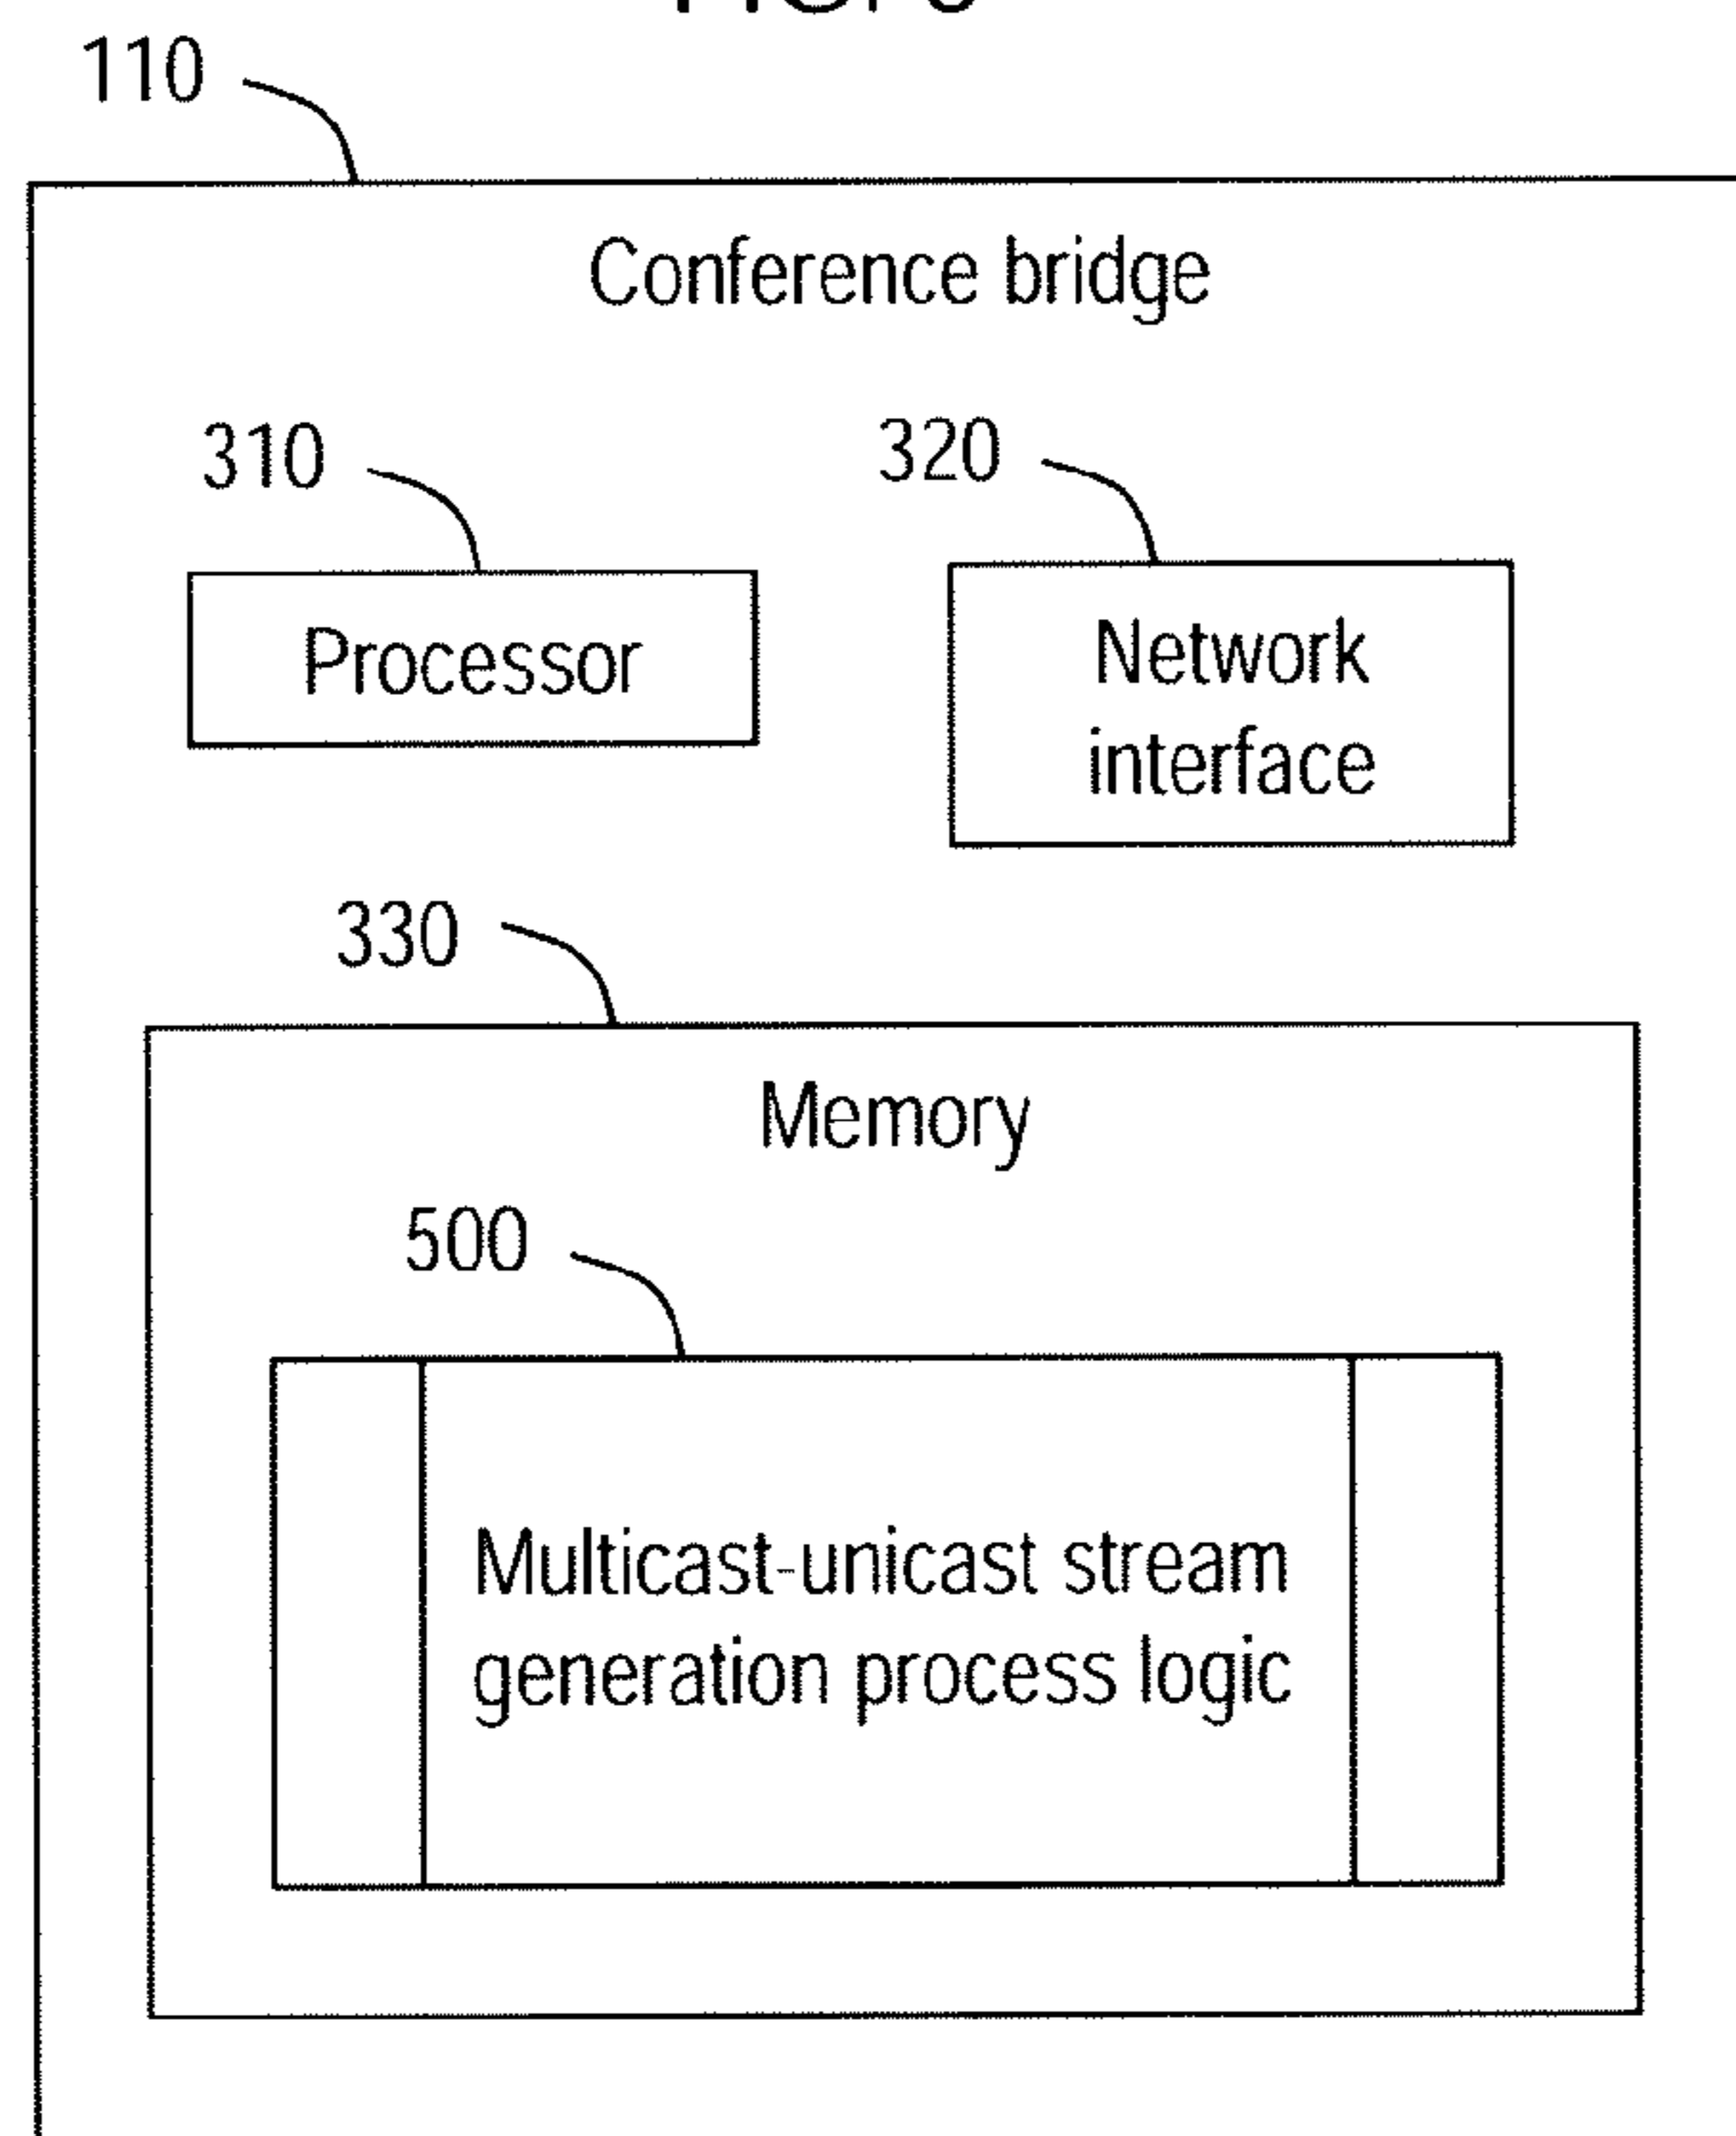 110
Conference bridge
310
320
Processor
Network
interface
330
Memory
500
Multicast-unicast stream
generation process logic